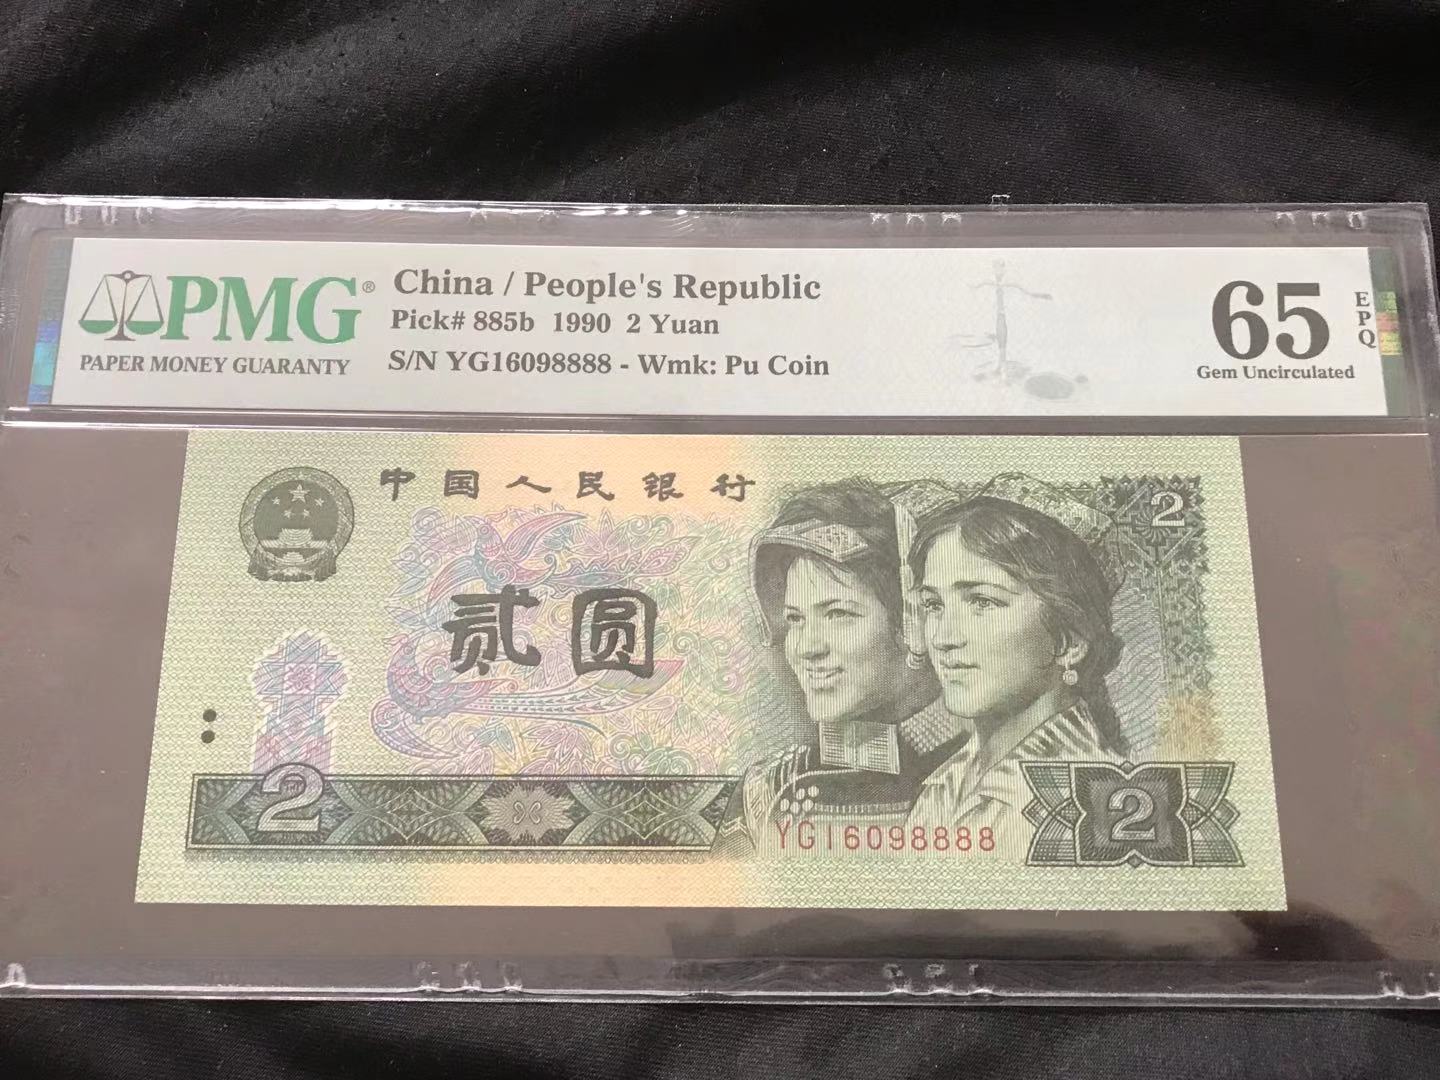 PMG®
PAPER MONEY GUARANTY
China / People's Republic
Pick# 885b 1990 2 Yuan
S/N YG16098888 - Wmk: Pu Coin
65
EPQ
Gem Uncirculated
中国人民银行
2
贰圆
2
YG16098888
2